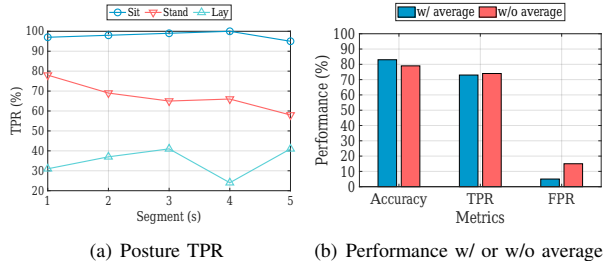 Sit Stand Lay
100
90
80
70
60
50
40
30
20
TPR (%)
1 2 3 4 5
Segment (s)
(a) Posture TPR
w/ average w/o average
100
90
80
70
60
50
40
30
20
10
0
Performance (%)
Accuracy TPR FPR
Metrics
(b) Performance w/ or w/o average